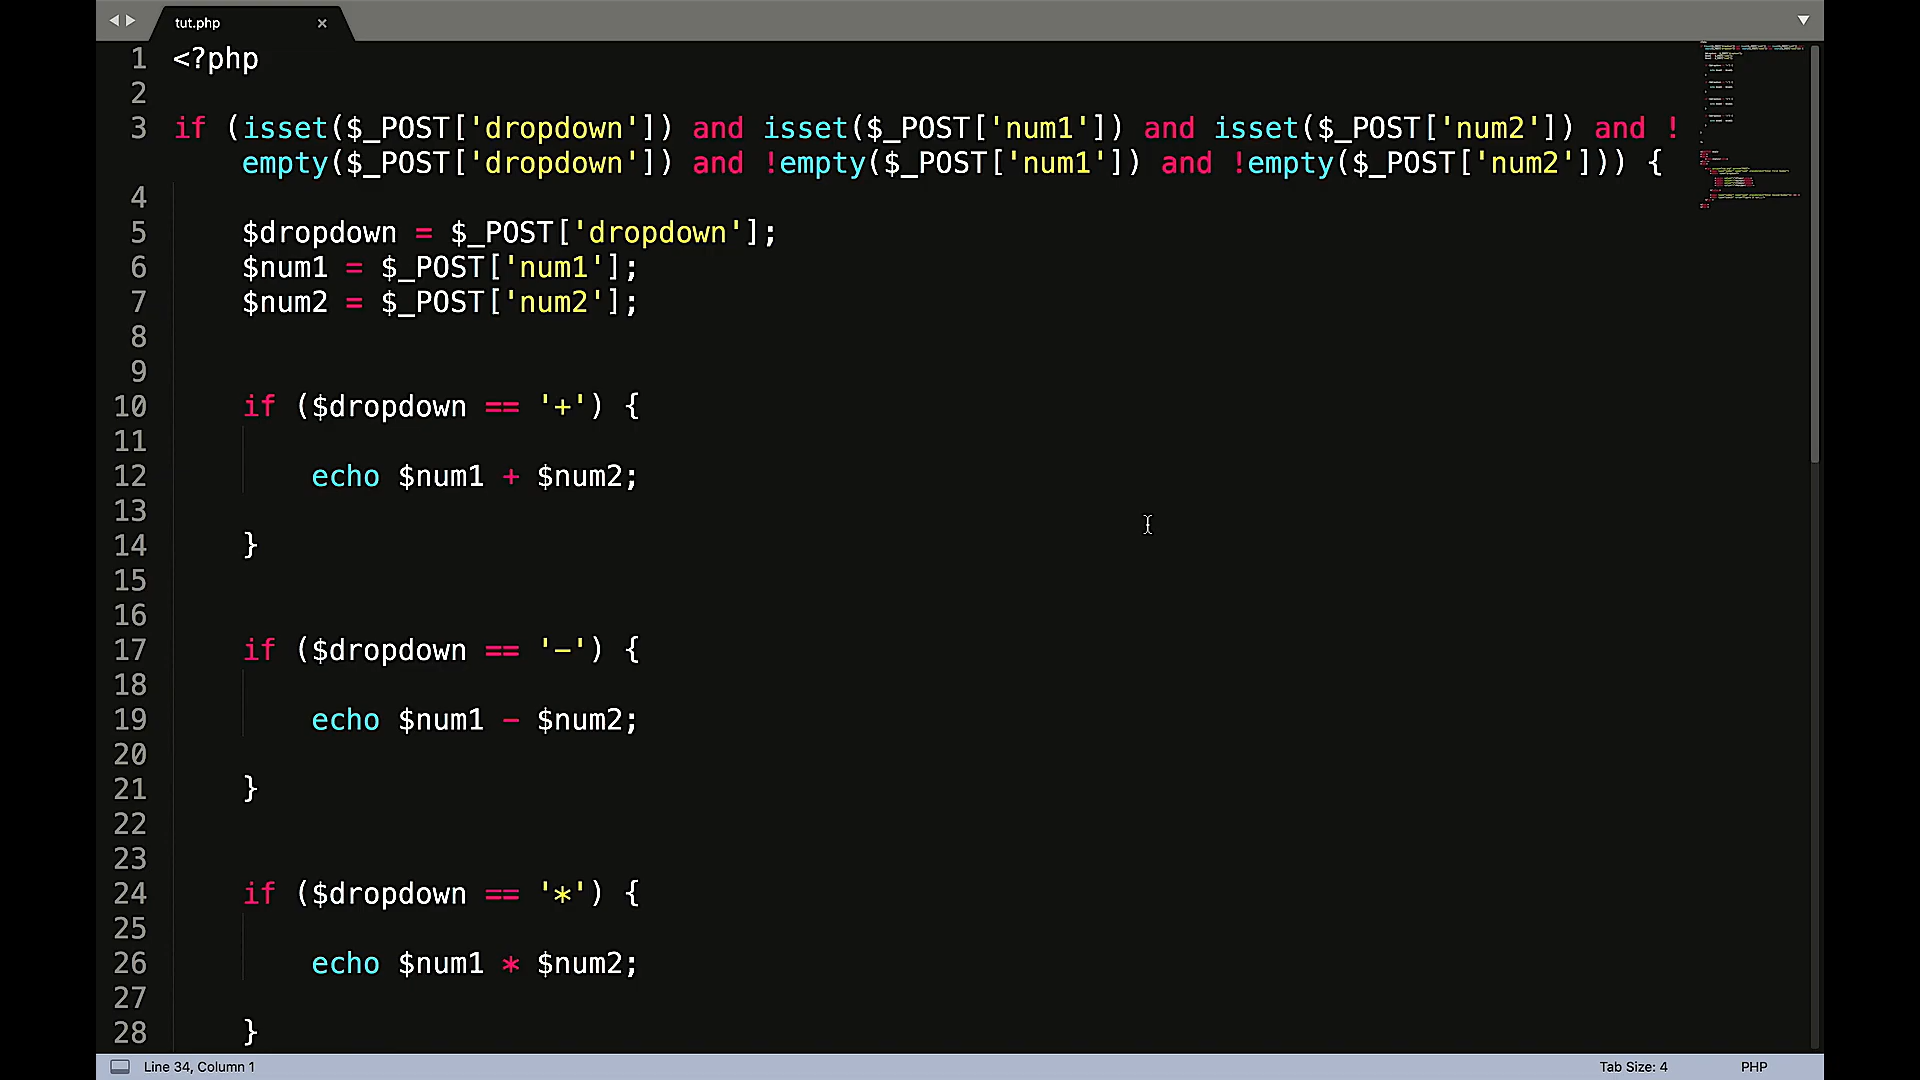 tut.php
1 <?php
2
3 if (isset($_POST['dropdown']) and isset($_POST['num1']) and isset($_POST['num2']) and !
empty($_POST['dropdown']) and !empty($_POST['num1']) and !empty($_POST['num2'])) {
4
5 $dropdown = $_POST['dropdown'];
6 $num1 = $_POST['num1'];
7 $num2 = $_POST['num2'];
8
9
10 if ($dropdown == '+') {
11
12 echo $num1 + $num2;
13
14 }
15
16
17 if ($dropdown == '-') {
18
19 echo $num1 - $num2;
20
21 }
22
23
24 if ($dropdown == '*') {
25
26 echo $num1 * $num2;
27
28 }
Line 34, Column 1
Tab Size: 4
PHP